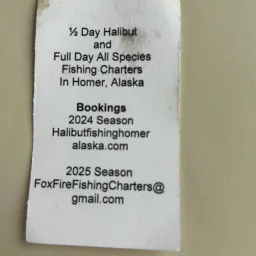 ½ Day Halibut
and
Full Day All Species
Fishing Charters
In Homer, Alaska
Bookings
2024 Season
Halibutfishinghomer
alaska.com
2025 Season
FoxFireFishingCharters@
gmail.com